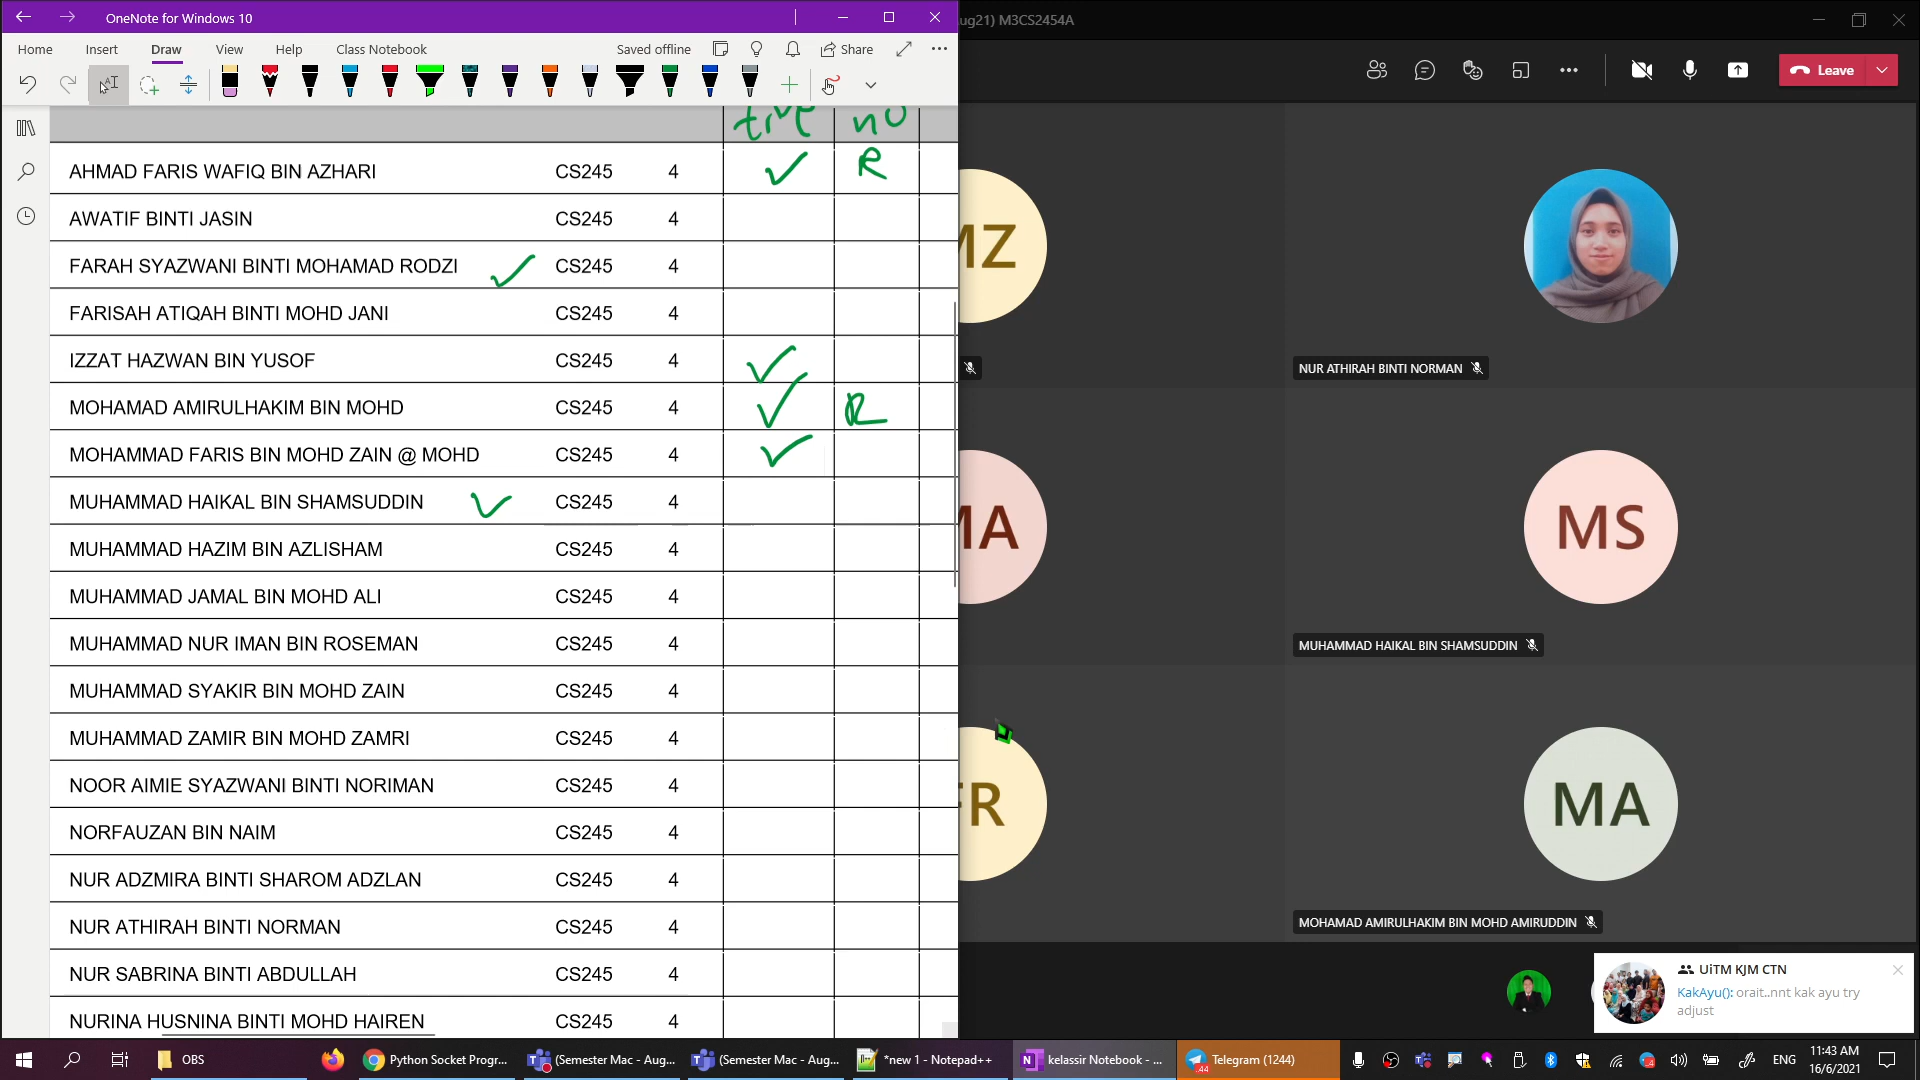 OneNote for Windows 10
Home Insert Draw View Help Class Notebook Saved offline Share
no
AHMAD FARIS WAFIQ BIN AZHARI CS245 4 R
AWATIF BINTI JASIN CS245 4
FARAH SYAZWANI BINTI MOHAMAD RODZI CS245 4
FARISAH ATIQAH BINTI MOHD JANI CS245 4
IZZAT HAZWAN BIN YUSOF CS245 4
MOHAMAD AMIRULHAKIM BIN MOHD CS245 4 R
MOHAMMAD FARIS BIN MOHD ZAIN @ MOHD CS245 4
MUHAMMAD HAIKAL BIN SHAMSUDDIN CS245 4
MUHAMMAD HAZIM BIN AZLISHAM CS245 4
MUHAMMAD JAMAL BIN MOHD ALI CS245 4
MUHAMMAD NUR IMAN BIN ROSEMAN CS245 4
MUHAMMAD SYAKIR BIN MOHD ZAIN CS245 4
MUHAMMAD ZAMIR BIN MOHD ZAMRI CS245 4
NOOR AIMIE SYAZWANI BINTI NORIMAN CS245 4
NORFAUZAN BIN NAIM CS245 4
NUR ADZMIRA BINTI SHAROM ADZLAN CS245 4
NUR ATHIRAH BINTI NORMAN CS245 4
NUR SABRINA BINTI ABDULLAH CS245 4
NURINA HUSNINA BINTI MOHD HAIREN CS245 4
ug21) M3CS2454A
Leave
MZ
NUR ATHIRAH BINTI NORMAN
MA
MS
MUHAMMAD HAIKAL BIN SHAMSUDDIN
FR
MA
MOHAMAD AMIRULHAKIM BIN MOHD AMIRUDDIN
UiTM KJM CTN
KakAyu(): orait..nnt kak ayu try
adjust
OBS
Python Socket Progr...
(Semester Mac - Aug...
(Semester Mac - Aug...
*new 1 - Notepad++
kelassir Notebook - ...
Telegram (1244)
ENG
11:43 AM
16/6/2021